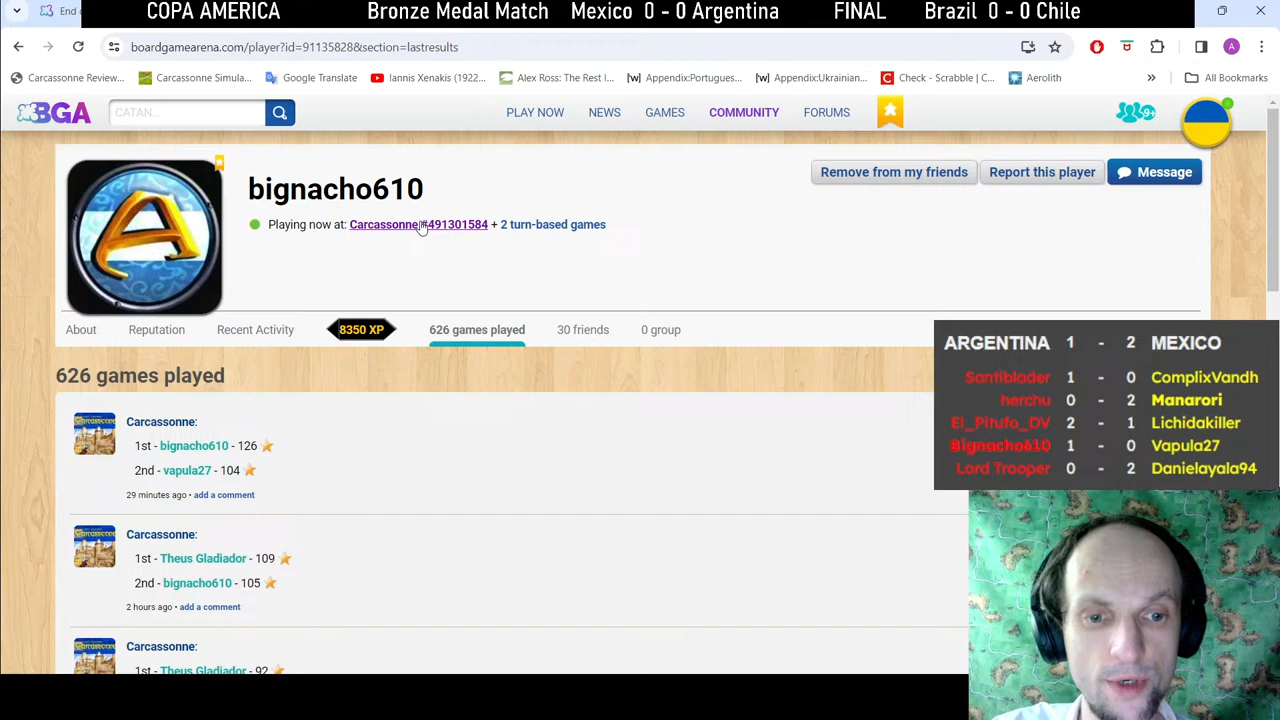 COPA AMERICA Bronze Medal Match Mexico 0 - 0 Argentina FINAL Brazil 0 - 0 Chile
End o
boardgamearena.com/player?id=91135828&section=lastresults
A
Carcassonne Review... Carcassonne Simula... Google Translate Iannis Xenakis (1922... Alex Ross: The Rest I... [w] Appendix:Portugues... [w] Appendix:Ukrainian... C Check - Scrabble | C... Aerolith » All Bookmarks
BGA CATAN... PLAY NOW NEWS GAMES COMMUNITY FORUMS 9+
bignacho610
Remove from my friends Report this player Message
Playing now at: Carcassonne #491301584 + 2 turn-based games
A
About Reputation Recent Activity 8350 XP 626 games played 30 friends 0 group
626 games played
Carcassonne:
1st - bignacho610 - 126
2nd - vapula27 - 104
29 minutes ago • add a comment
Carcassonne:
1st - Theus Gladiador - 109
2nd - bignacho610 - 105
2 hours ago • add a comment
Carcassonne:
1st - Theus Gladiador - 92
ARGENTINA 1 - 2 MEXICO
Santiblader 1 - 0 ComplixVandh
herchu 0 - 2 Manarori
El_Pitufo_DV 2 - 1 Lichidakiller
Bignacho610 1 - 0 Vapula27
Lord Trooper 0 - 2 Danielayala94